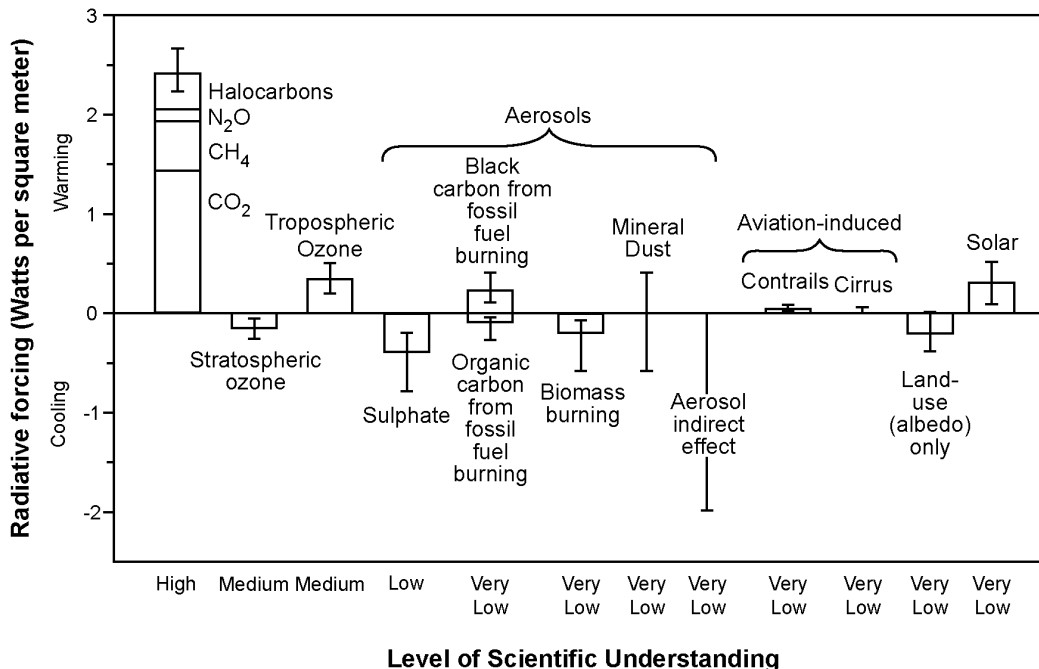 Radiative forcing (Watts per square meter)
Warming
Cooling
3
2
1
0
-1
-2
Halocarbons
N₂O
CH₄
CO₂
Stratospheric
ozone
Tropospheric
Ozone
Aerosols
Sulphate
Black
carbon from
fossil
fuel
burning
Organic
carbon
from
fossil
fuel
burning
Biomass
burning
Mineral
Dust
Aerosol
indirect
effect
Aviation-induced
Contrails
Cirrus
Land-
use
(albedo)
only
Solar
High
Medium
Medium
Low
Very
Low
Very
Low
Very
Low
Very
Low
Very
Low
Very
Low
Very
Low
Very
Low
Level of Scientific Understanding